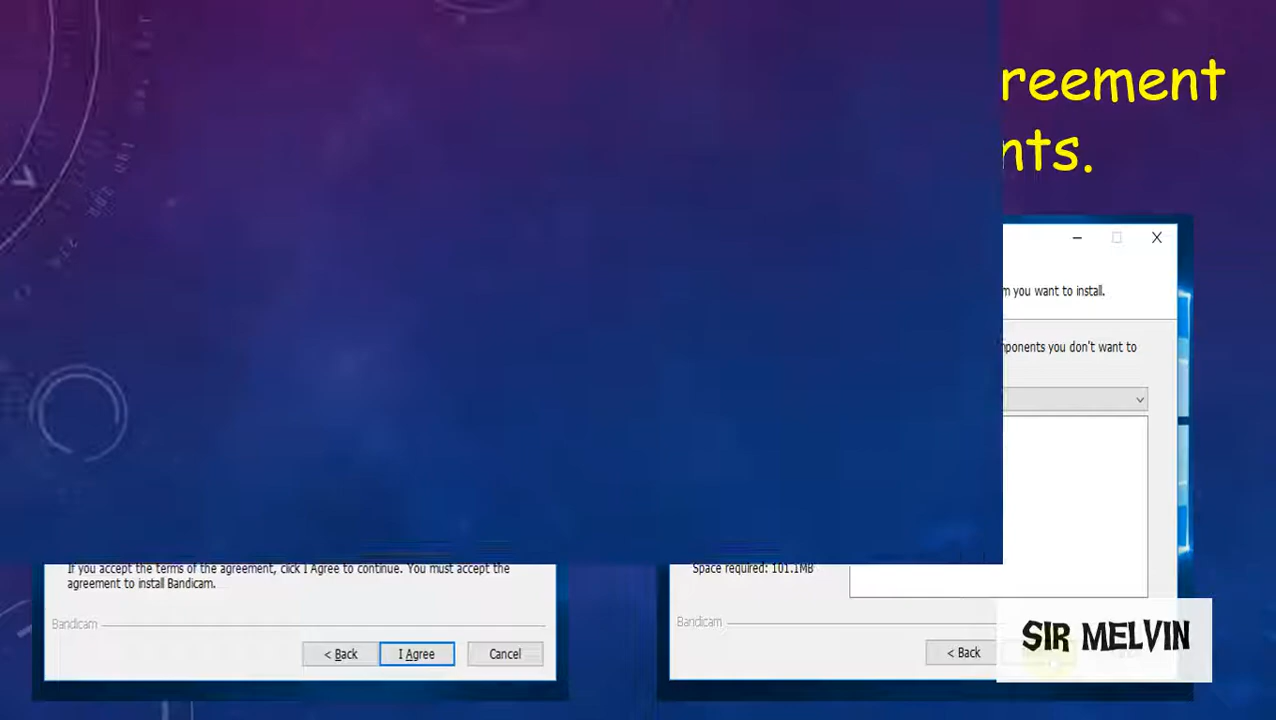 reement
nts.
m you want to install.
ponents you don't want to
If you accept the terms of the agreement, click I Agree to continue. You must accept the
agreement to install Bandicam.
Bandicam
< Back
I Agree
Cancel
Space required: 101.1MB
Bandicam
< Back
SIR MELVIN